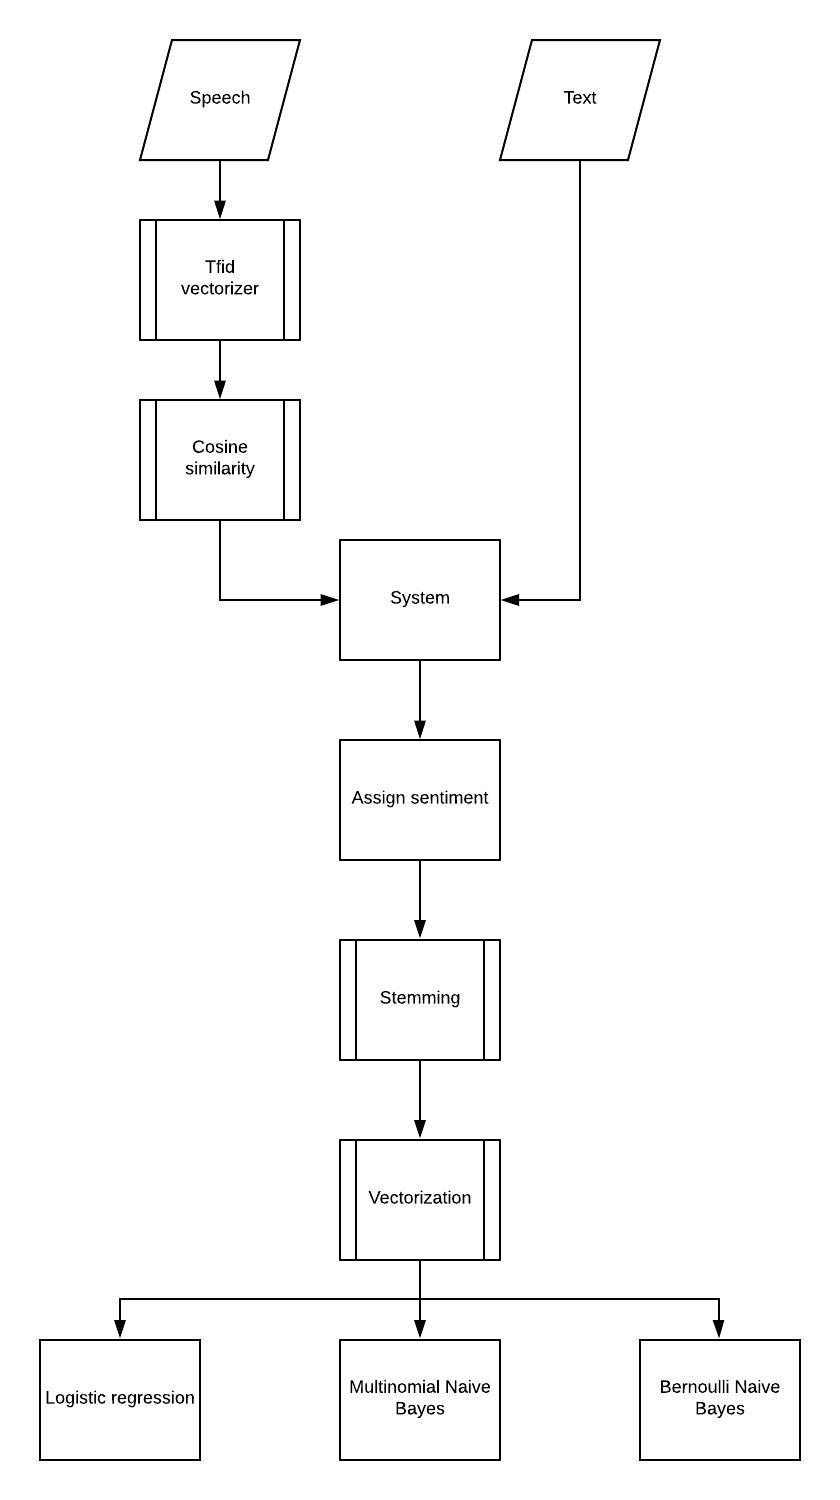 Speech
Text
Tfid
vectorizer
Cosine
similarity
System
Assign sentiment
Stemming
Vectorization
Logistic regression
Multinomial Naive
Bayes
Bernoulli Naive
Bayes